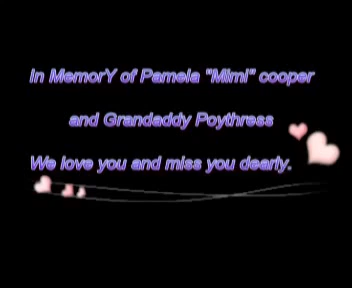 In MemorY of Pamela "Mimi" cooper
and Grandaddy Poythress
We love you and miss you dearly.